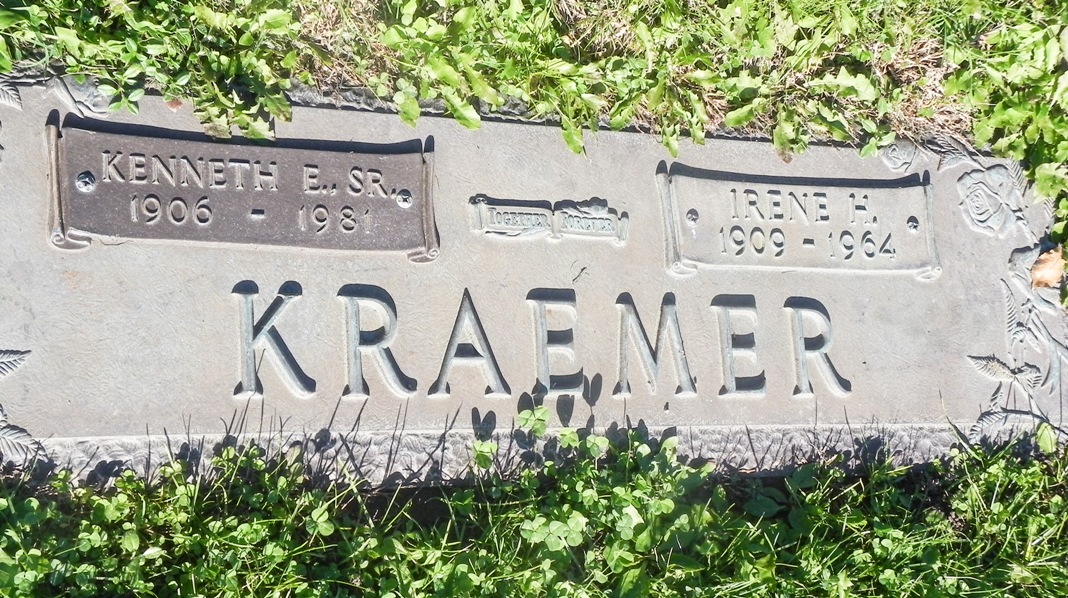 KENNETH E., SR.
1906 - 1981
TOGETHER FOREVER
IRENE H.
1909 - 1964
KRAEMER